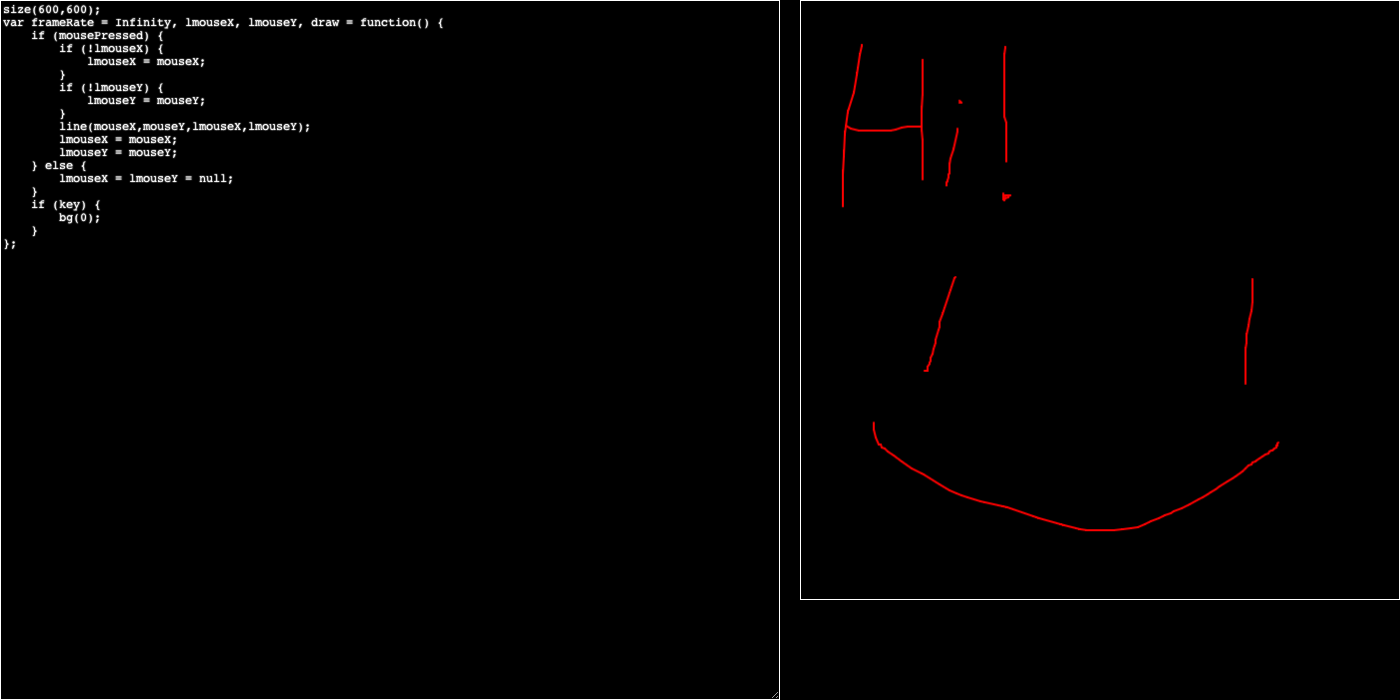 size(600,600);
var frameRate = Infinity, lmouseX, lmouseY, draw = function() {
    if (mousePressed) {
        if (!lmouseX) {
            lmouseX = mouseX;
        }
        if (!lmouseY) {
            lmouseY = mouseY;
        }
        line(mouseX,mouseY,lmouseX,lmouseY);
        lmouseX = mouseX;
        lmouseY = mouseY;
    } else {
        lmouseX = lmouseY = null;
    }
    if (key) {
        bg(0);
    }
};
Hi!